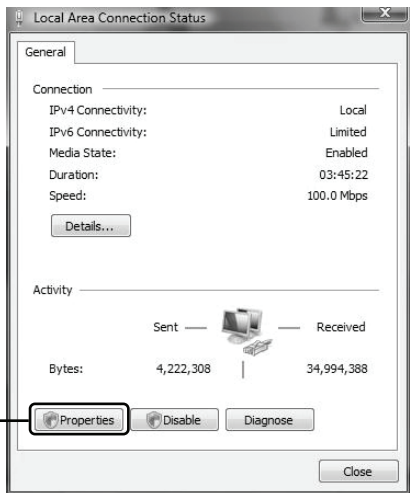 Local Area Connection Status
General
Connection
IPv4 Connectivity: Local
IPv6 Connectivity: Limited
Media State: Enabled
Duration: 03:45:22
Speed: 100.0 Mbps
Details...
Activity
Sent Received
Bytes: 4,222,308 34,994,388
Properties Disable Diagnose
Close